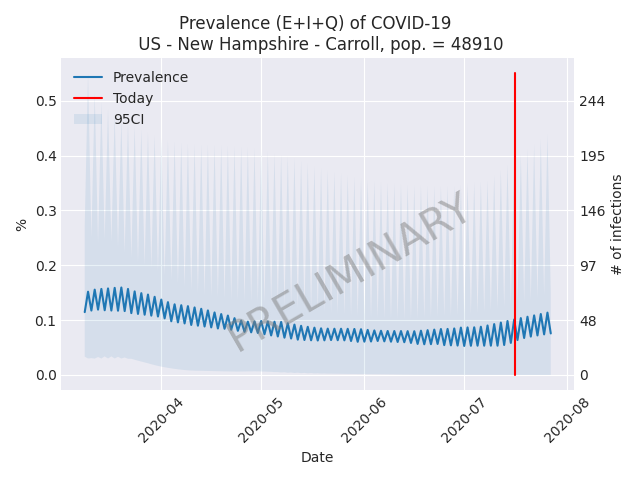 Prevalence (E+I+Q) of COVID-19
US - New Hampshire - Carroll, pop. = 48910
Prevalence
Today
95CI
0.5
0.4
0.3
0.2
0.1
0.0
%
244
195
146
97
48
0
# of infections
PRELIMINARY
2020-04
2020-05
2020-06
2020-07
2020-08
Date